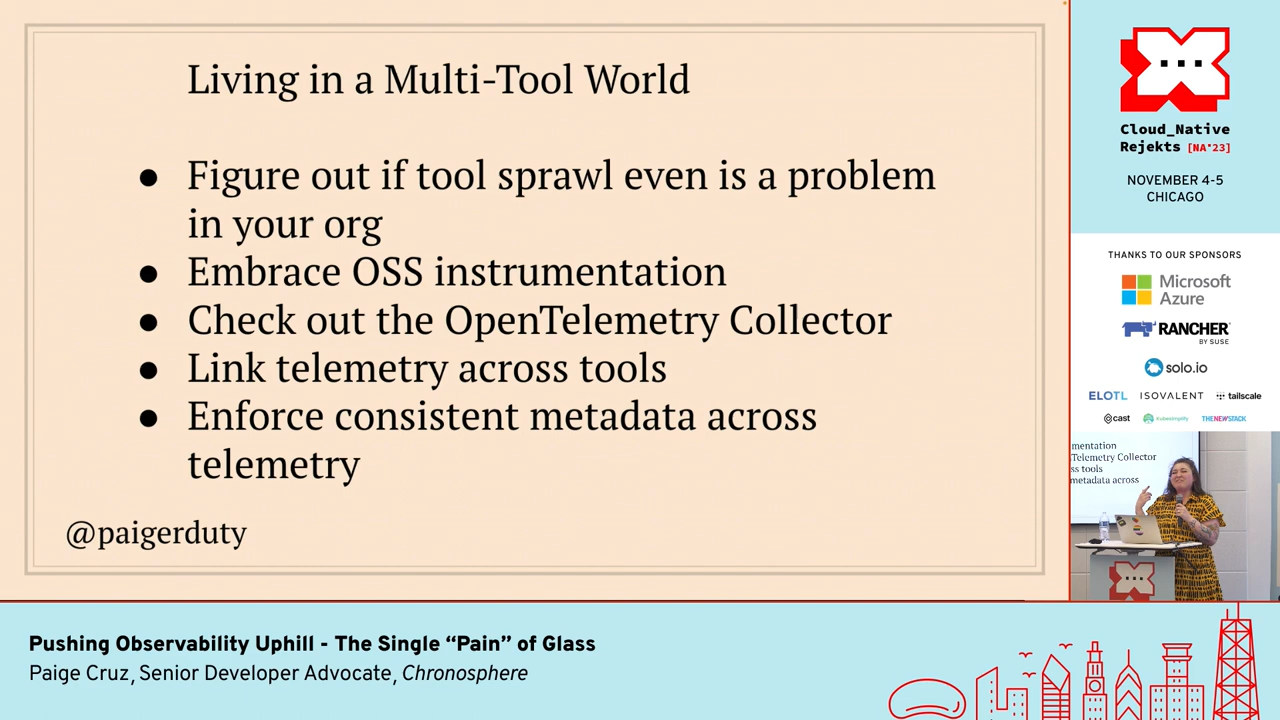 Living in a Multi-Tool World
● Figure out if tool sprawl even is a problem
in your org
● Embrace OSS instrumentation
● Check out the OpenTelemetry Collector
● Link telemetry across tools
● Enforce consistent metadata across
telemetry
@paigerduty
Cloud_Native
Rejekts [NA'23]
NOVEMBER 4-5
CHICAGO
THANKS TO OUR SPONSORS
Microsoft
Azure
RANCHER
BY SUSE
solo.io
ELOTL ISOVALENT tailscale
cast kubesimplify THENEWSTACK
mentation
Telemetry Collector
ss tools
metadata across
Pushing Observability Uphill - The Single “Pain” of Glass
Paige Cruz, Senior Developer Advocate, Chronosphere